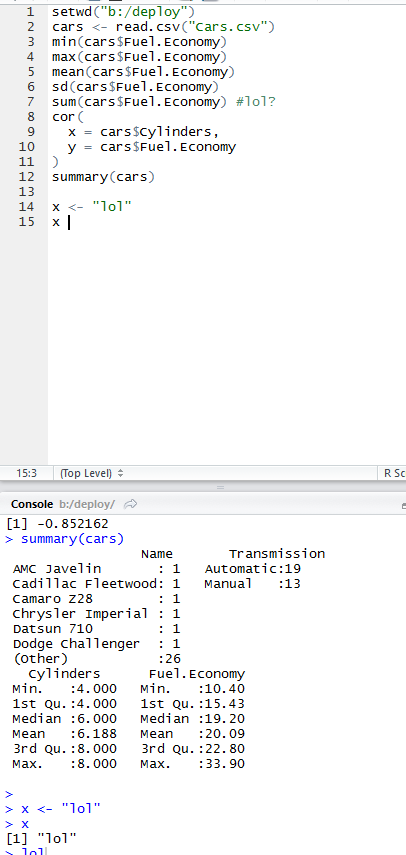 1 setwd("b:/deploy")
2 cars <- read.csv("Cars.csv")
3 min(cars$Fuel.Economy)
4 max(cars$Fuel.Economy)
5 mean(cars$Fuel.Economy)
6 sd(cars$Fuel.Economy)
7 sum(cars$Fuel.Economy) #lol?
8 cor(
9   x = cars$Cylinders,
10   y = cars$Fuel.Economy
11 )
12 summary(cars)
13
14 x <- "lol"
15 x
15:3 (Top Level) R Sc
Console b:/deploy/
[1] -0.852162
> summary(cars)
Name Transmission
AMC Javelin : 1 Automatic:19
Cadillac Fleetwood: 1 Manual :13
Camaro Z28 : 1
Chrysler Imperial : 1
Datsun 710 : 1
Dodge Challenger : 1
(Other) :26
Cylinders Fuel.Economy
Min. :4.000 Min. :10.40
1st Qu.:4.000 1st Qu.:15.43
Median :6.000 Median :19.20
Mean :6.188 Mean :20.09
3rd Qu.:8.000 3rd Qu.:22.80
Max. :8.000 Max. :33.90
>
> x <- "lol"
> x
[1] "lol"
> lol